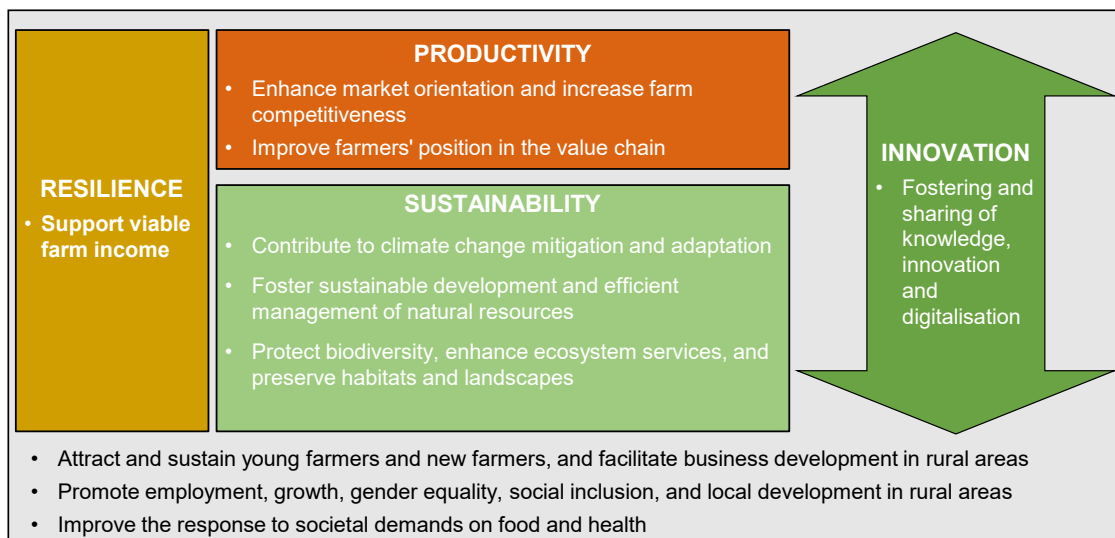 RESILIENCE
• Support viable
farm income
PRODUCTIVITY
• Enhance market orientation and increase farm
competitiveness
• Improve farmers' position in the value chain
SUSTAINABILITY
• Contribute to climate change mitigation and adaptation
• Foster sustainable development and efficient
management of natural resources
• Protect biodiversity, enhance ecosystem services, and
preserve habitats and landscapes
INNOVATION
• Fostering and
sharing of
knowledge,
innovation
and
digitalisation
• Attract and sustain young farmers and new farmers, and facilitate business development in rural areas
• Promote employment, growth, gender equality, social inclusion, and local development in rural areas
• Improve the response to societal demands on food and health